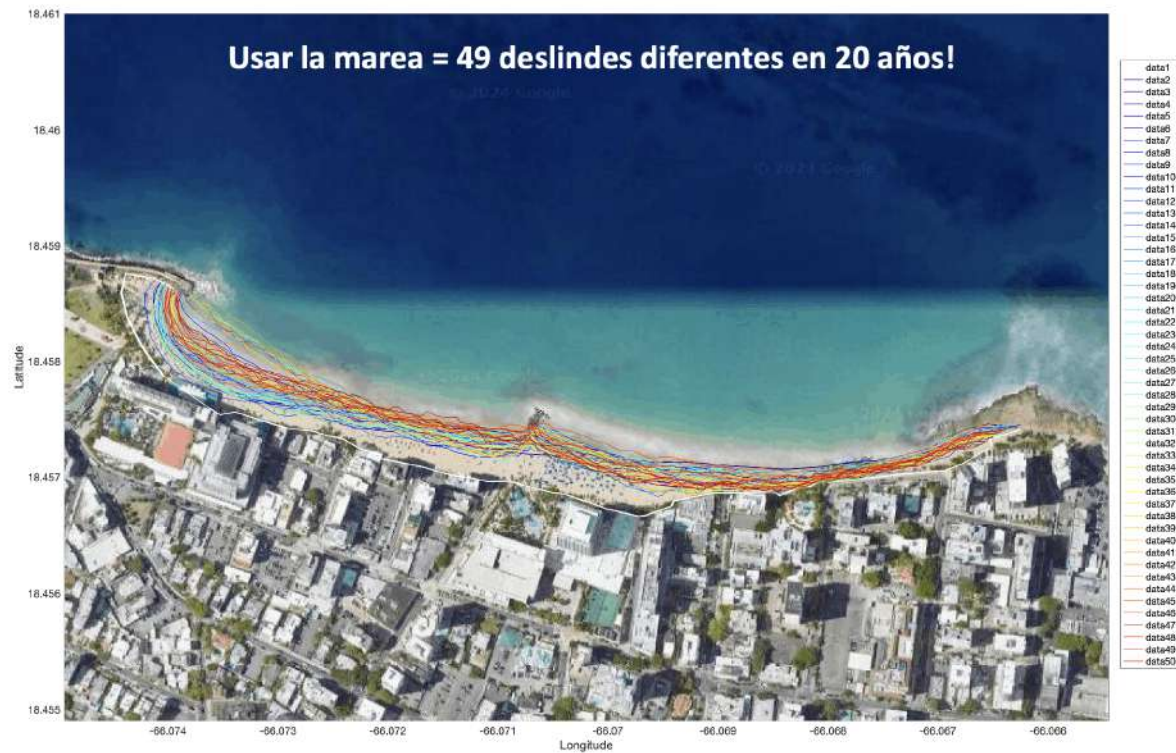 Usar la marea = 49 deslindes diferentes en 20 años!
© 2024 Google
© 2021 Google
18.461
18.46
18.459
18.458
18.457
18.456
18.455
Latitude
-66.074
-66.073
-66.072
-66.071
-66.07
-66.069
-66.068
-66.067
-66.066
Longitude
data1
data2
data3
data4
data5
data6
data7
data8
data9
data10
data11
data12
data13
data14
data15
data16
data17
data18
data19
data20
data21
data22
data23
data24
data25
data26
data27
data28
data29
data30
data31
data32
data33
data34
data35
data36
data37
data38
data39
data40
data41
data42
data43
data44
data45
data46
data47
data48
data49
data50